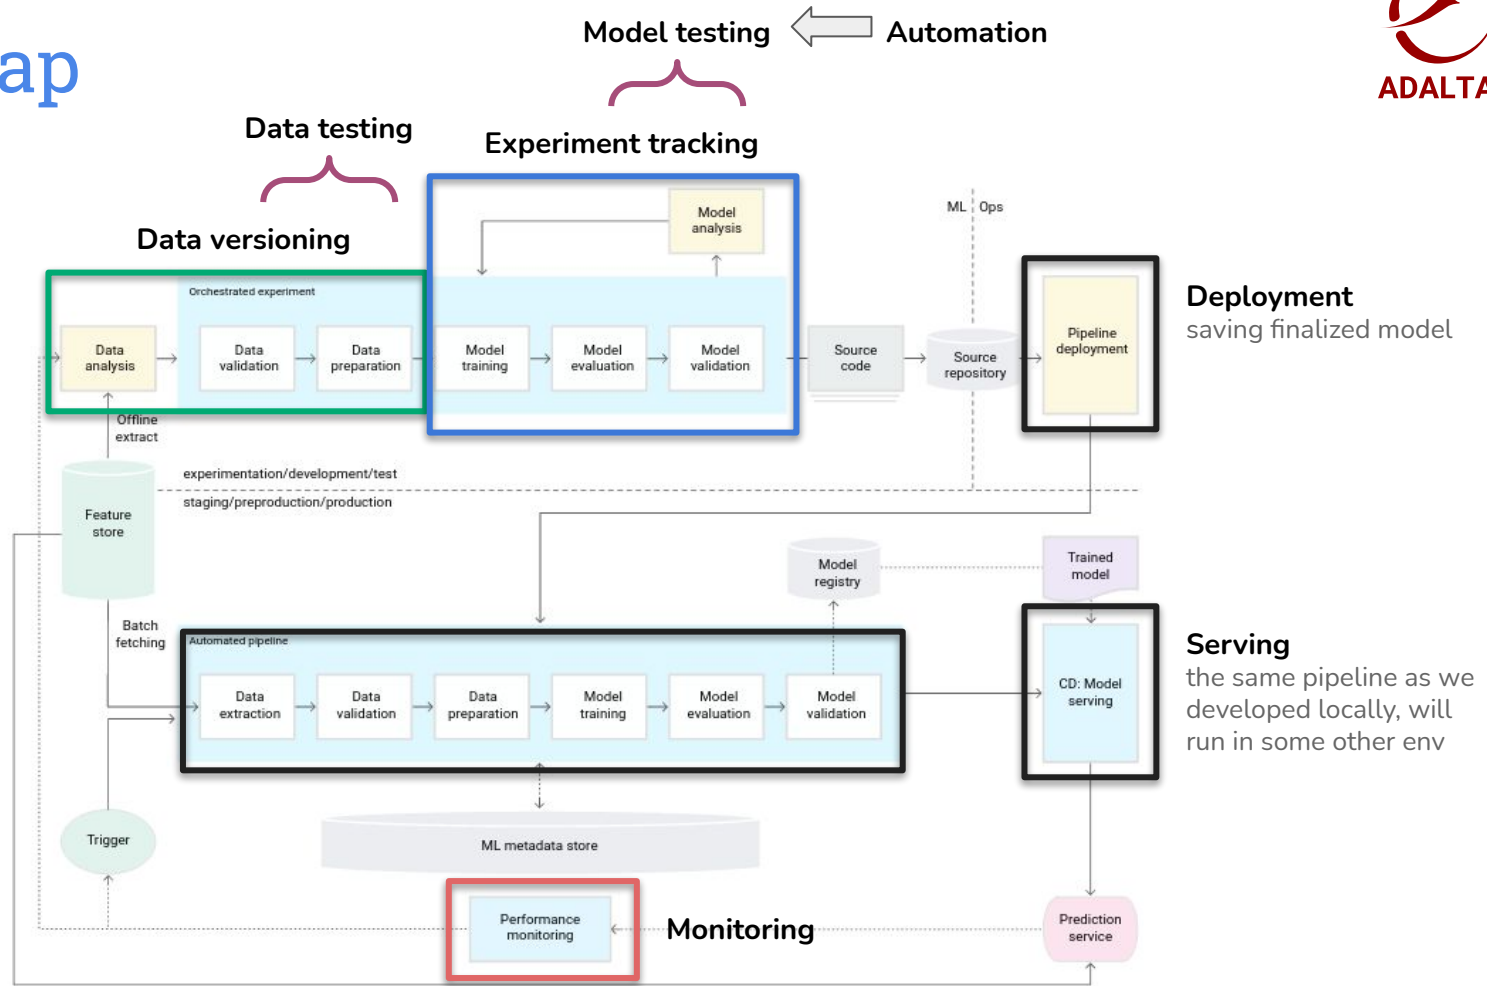 Model testing
Automation
ap
ADALTA
Data testing
Experiment tracking
Data versioning
Model
analysis
ML
Ops
Orchestrated experiment
Data
analysis
Data
validation
Data
preparation
Model
training
Model
evaluation
Model
validation
Source
code
Source
repository
Pipeline
deployment
Deployment
saving finalized model
Offline
extract
experimentation/development/test
staging/preproduction/production
Feature
store
Model
registry
Trained
model
Batch
fetching
Automated pipeline
Data
extraction
Data
validation
Data
preparation
Model
training
Model
evaluation
Model
validation
CD: Model
serving
Serving
the same pipeline as we
developed locally, will
run in some other env
Trigger
ML metadata store
Performance
monitoring
Monitoring
Prediction
service